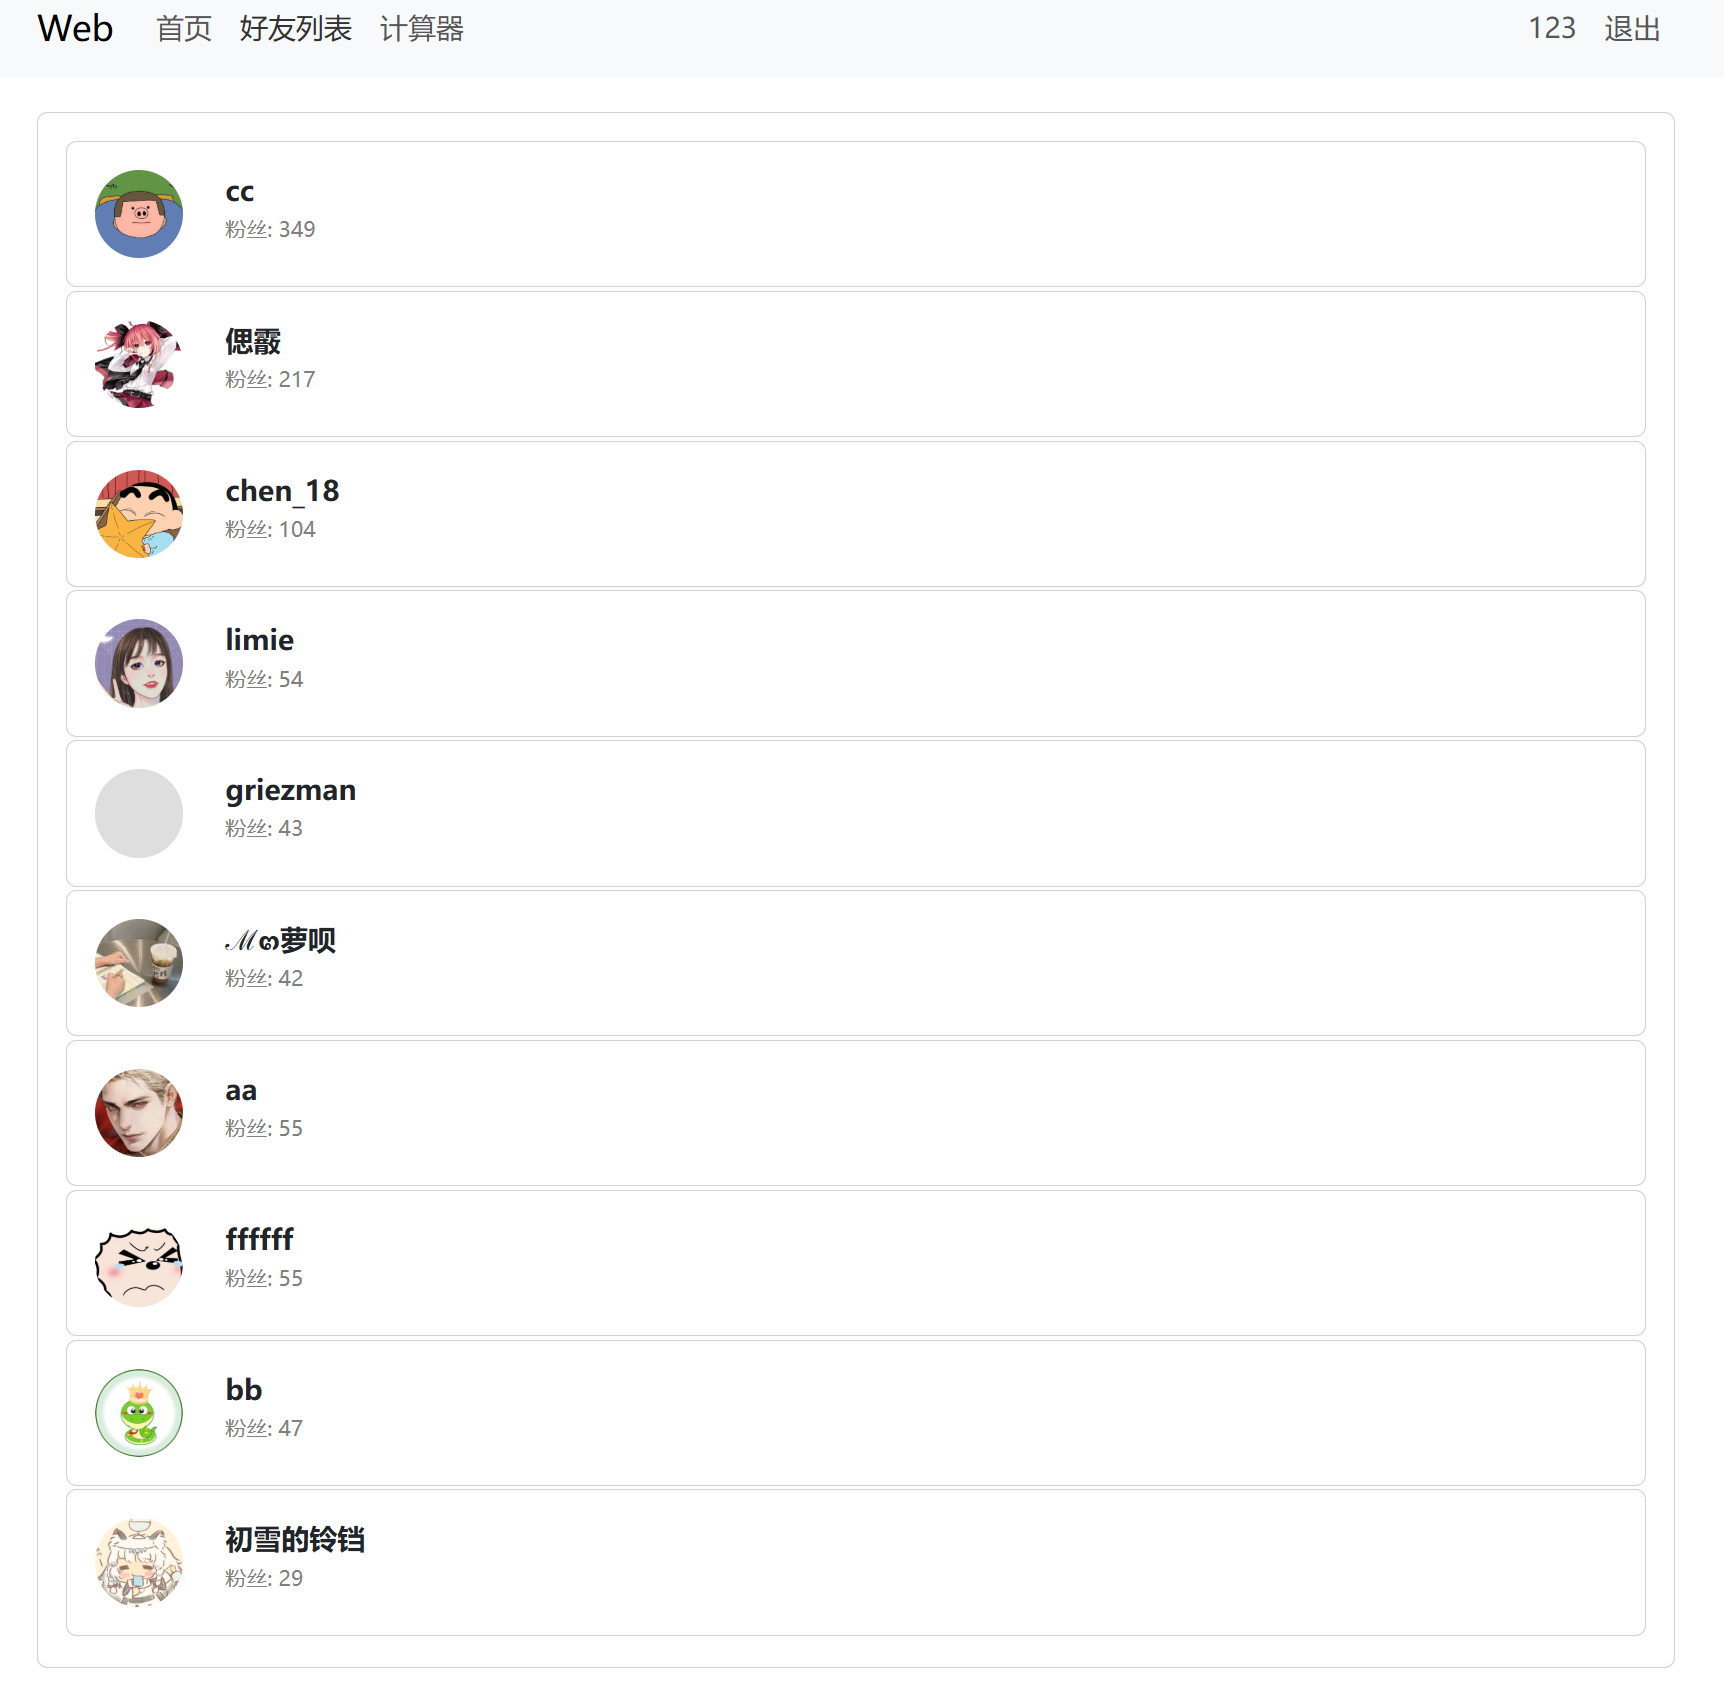 Web 首页 好友列表 计算器 123 退出
cc
粉丝: 349
偲霰
粉丝: 217
chen_18
粉丝: 104
limie
粉丝: 54
griezman
粉丝: 43
ℳ๓萝呗
粉丝: 42
aa
粉丝: 55
ffffff
粉丝: 55
bb
粉丝: 47
初雪的铃铛
粉丝: 29